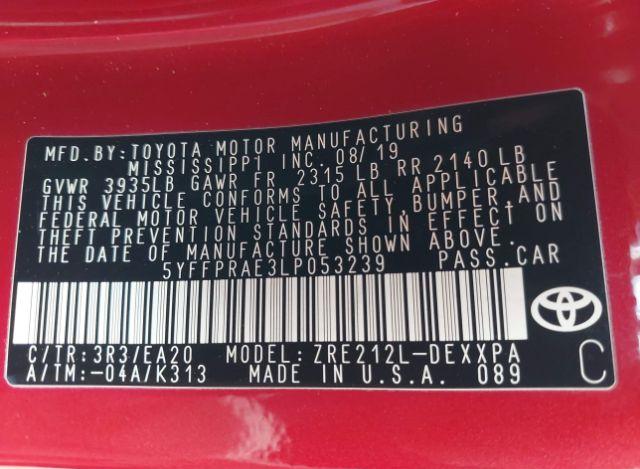 MFD.BY:TOYOTA MOTOR MANUFACTURING
MISSISSIPPI INC. 08/19
GVWR 3935LB GAWR FR 2315 LB RR 2140 LB
THIS VEHICLE CONFORMS TO ALL APPLICABLE
FEDERAL MOTOR VEHICLE SAFETY,BUMPER,AND
THEFT PREVENTION STANDARDS IN EFFECT ON
THE DATE OF MANUFACTURE SHOWN ABOVE.
5YFFPRAE3LP053239 PASS.CAR
C/TR:3R3/EA20 MODEL:ZRE212L-DEXXPA
A/TM:-04A/K313 MADE IN U.S.A. 089
C